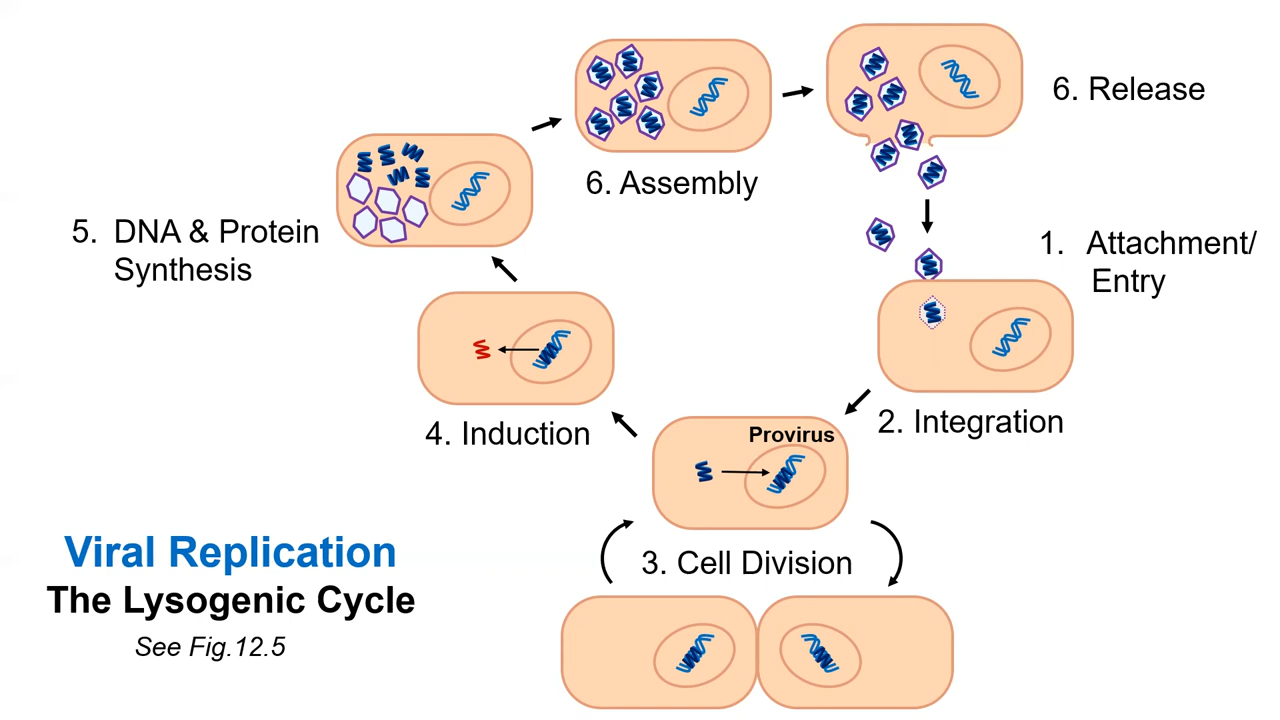 6. Release
6. Assembly
5. DNA & Protein
Synthesis
1. Attachment/
Entry
2. Integration
4. Induction
Provirus
3. Cell Division
Viral Replication
The Lysogenic Cycle
See Fig.12.5